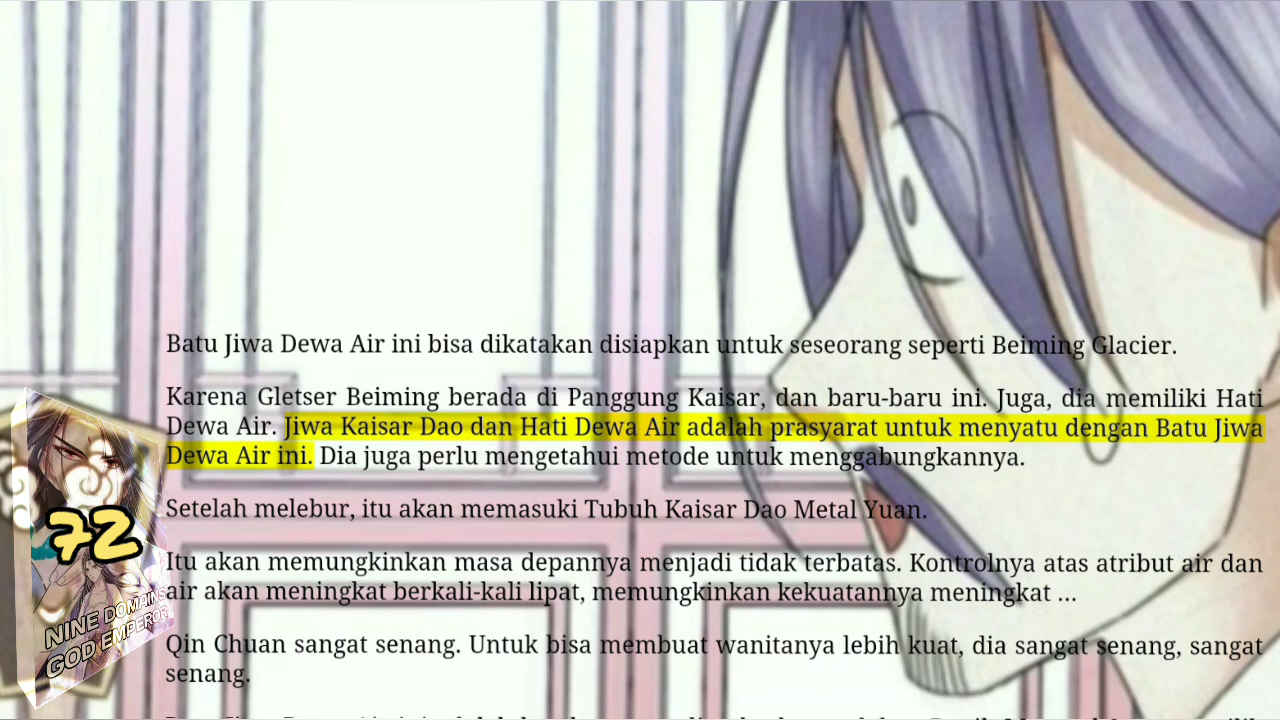 Batu Jiwa Dewa Air ini bisa dikatakan disiapkan untuk seseorang seperti Beiming Glacier.
Karena Gletser Beiming berada di Panggung Kaisar, dan baru-baru ini. Juga, dia memiliki Hati
Dewa Air. Jiwa Kaisar Dao dan Hati Dewa Air adalah prasyarat untuk menyatu dengan Batu Jiwa
Dewa Air ini. Dia juga perlu mengetahui metode untuk menggabungkannya.
Setelah melebur, itu akan memasuki Tubuh Kaisar Dao Metal Yuan.
Itu akan memungkinkan masa depannya menjadi tidak terbatas. Kontrolnya atas atribut air dan
air akan meningkat berkali-kali lipat, memungkinkan kekuatannya meningkat ...
Qin Chuan sangat senang. Untuk bisa membuat wanitanya lebih kuat, dia sangat senang, sangat
senang.
72
NINE DOMAINS
GOD EMPEROR